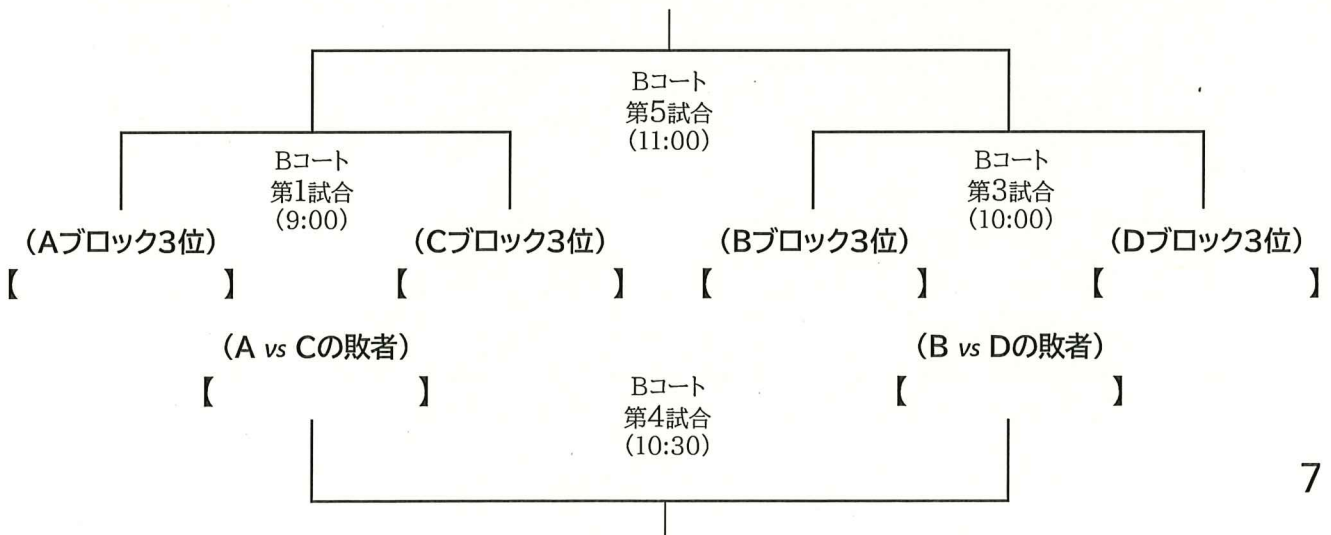 Bコート
第5試合
(11:00)
Bコート
第1試合
(9:00)
Bコート
第3試合
(10:00)
(Aブロック3位)
(Cブロック3位)
(Bブロック3位)
(Dブロック3位)
【 】
【 】
【 】
【 】
(A vs Cの敗者)
(B vs Dの敗者)
【 】
【 】
Bコート
第4試合
(10:30)
7